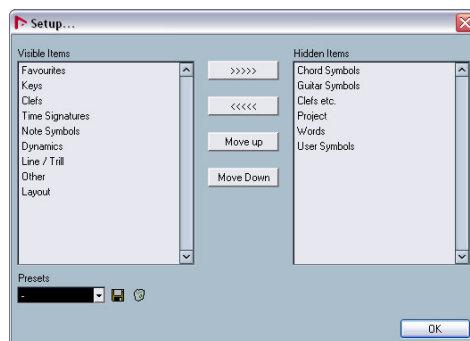 Setup...
Visible Items
Favourites
Keys
Clefs
Time Signatures
Note Symbols
Dynamics
Line / Trill
Other
Layout
>>>>>
<<<<<
Move up
Move Down
Hidden Items
Chord Symbols
Guitar Symbols
Clefs etc.
Project
Words
User Symbols
Presets
-
OK